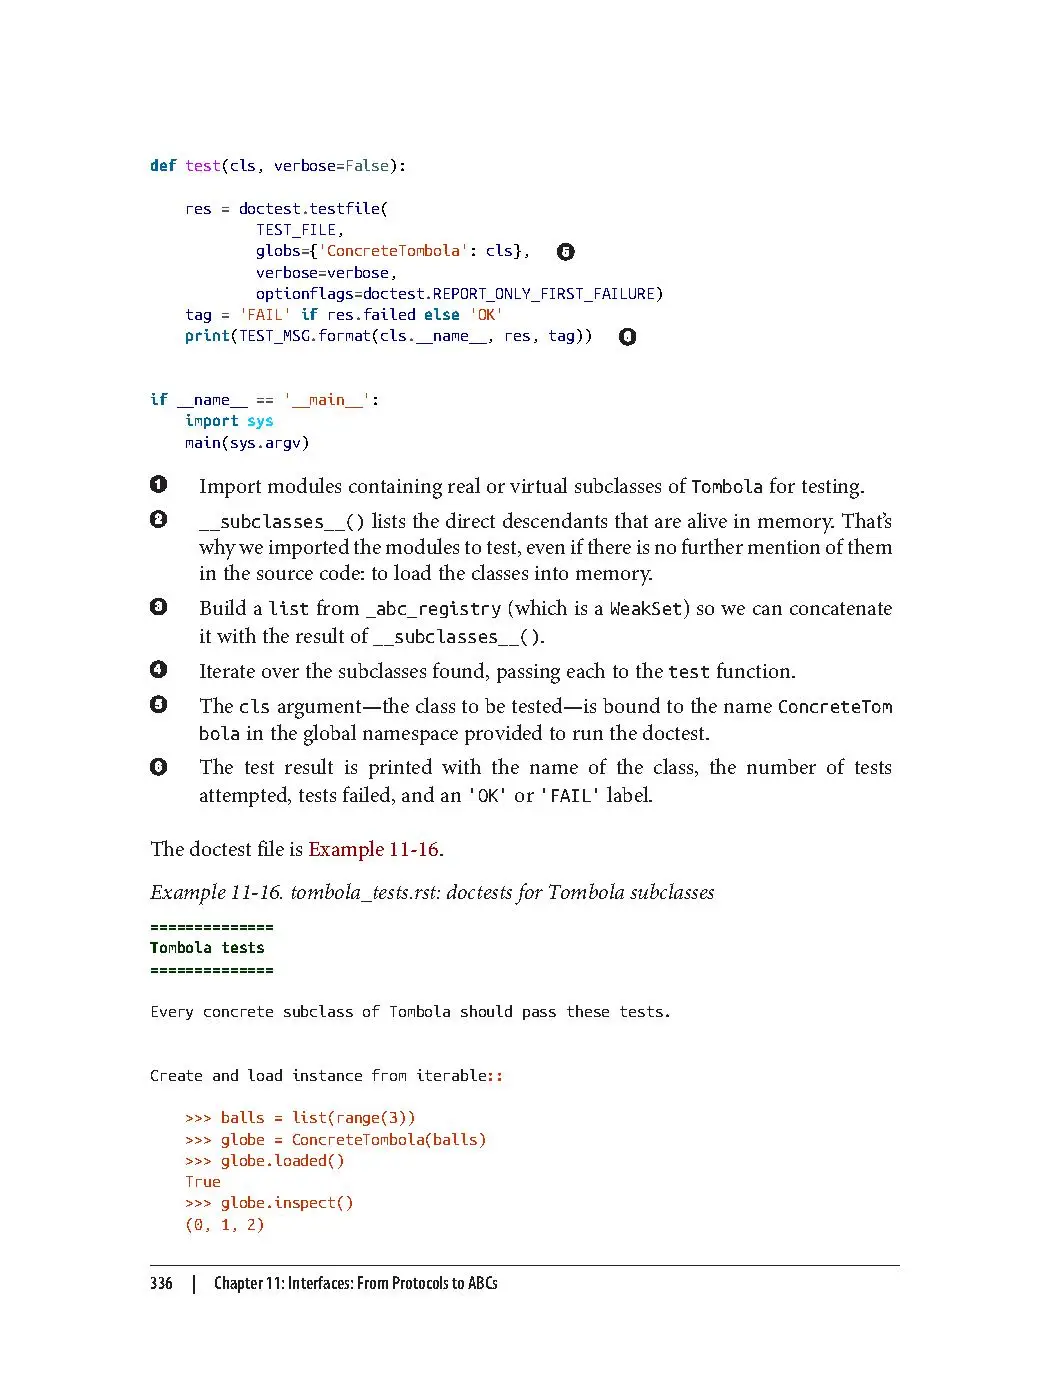 def test(cls, verbose=False):
    res = doctest.testfile(
            TEST_FILE,
            globs={'ConcreteTombola': cls},    ❺
            verbose=verbose,
            optionflags=doctest.REPORT_ONLY_FIRST_FAILURE)
    tag = 'FAIL' if res.failed else 'OK'
    print(TEST_MSG.format(cls.__name__, res, tag))    ❻
if __name__ == '__main__':
    import sys
    main(sys.argv)
❶ Import modules containing real or virtual subclasses of Tombola for testing.
❷ __subclasses__() lists the direct descendants that are alive in memory. That’s
why we imported the modules to test, even if there is no further mention of them
in the source code: to load the classes into memory.
❸ Build a list from _abc_registry (which is a WeakSet) so we can concatenate
it with the result of __subclasses__().
❹ Iterate over the subclasses found, passing each to the test function.
❺ The cls argument—the class to be tested—is bound to the name ConcreteTom
bola in the global namespace provided to run the doctest.
❻ The test result is printed with the name of the class, the number of tests
attempted, tests failed, and an 'OK' or 'FAIL' label.
The doctest file is Example 11-16.
Example 11-16. tombola_tests.rst: doctests for Tombola subclasses
==============
Tombola tests
==============
Every concrete subclass of Tombola should pass these tests.
Create and load instance from iterable::
    >>> balls = list(range(3))
    >>> globe = ConcreteTombola(balls)
    >>> globe.loaded()
    True
    >>> globe.inspect()
    (0, 1, 2)
336 | Chapter 11: Interfaces: From Protocols to ABCs